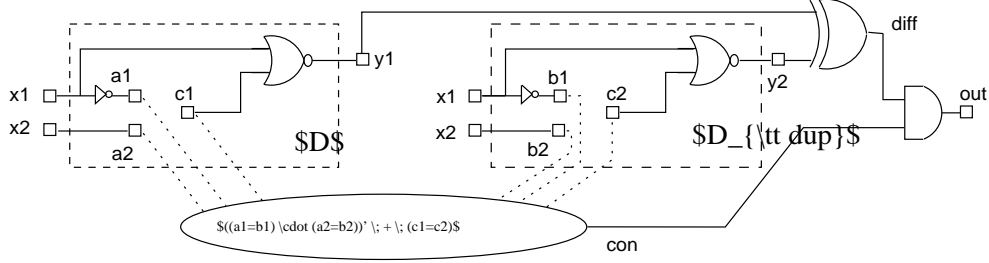 diff
y1
y2
a1
c1
b1
c2
x1
x1
out
x2
x2
a2
$D$
b2
$D_{\tt dup}$
$((a1=b1) \cdot (a2=b2))’ \; + \; (c1=c2)$
con